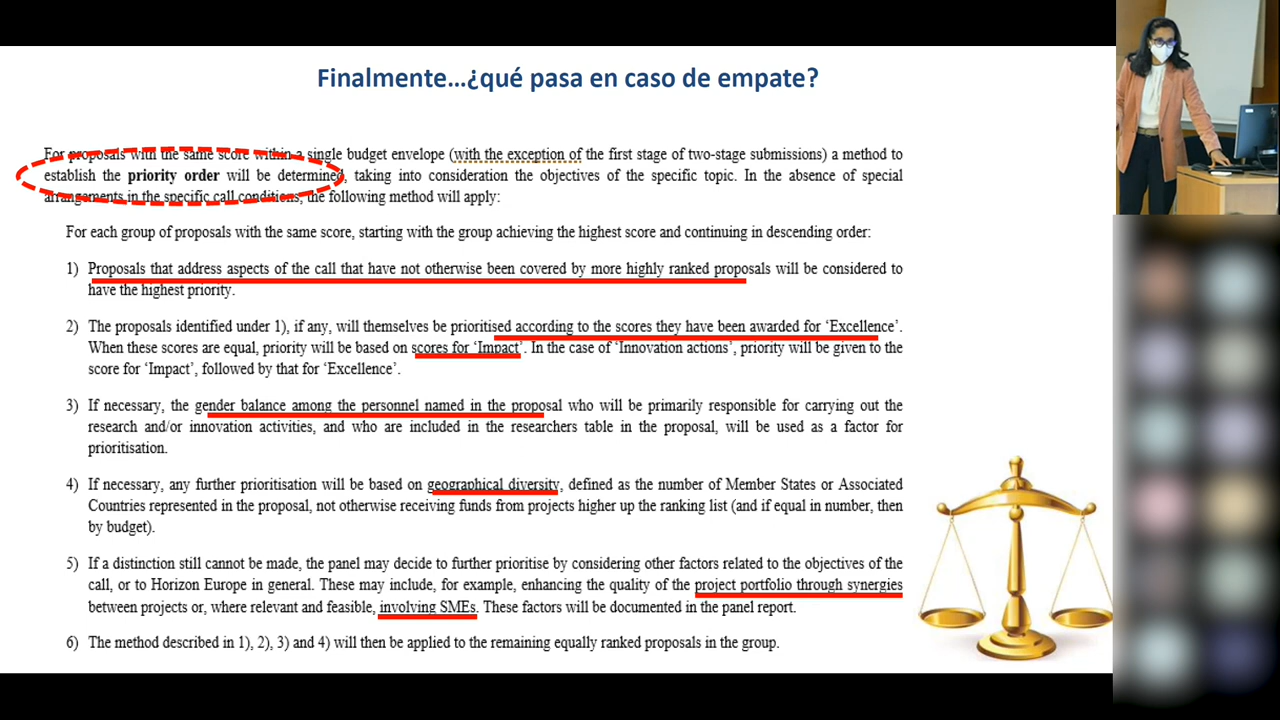 Finalmente...¿qué pasa en caso de empate?
For proposals with the same score within a single budget envelope (with the exception of the first stage of two-stage submissions) a method to
establish the priority order will be determined, taking into consideration the objectives of the specific topic. In the absence of special
arrangements in the specific call conditions, the following method will apply:
For each group of proposals with the same score, starting with the group achieving the highest score and continuing in descending order:
1) Proposals that address aspects of the call that have not otherwise been covered by more highly ranked proposals will be considered to
have the highest priority.
2) The proposals identified under 1), if any, will themselves be prioritised according to the scores they have been awarded for ‘Excellence’.
When these scores are equal, priority will be based on scores for ‘Impact’. In the case of ‘Innovation actions’, priority will be given to the
score for ‘Impact’, followed by that for ‘Excellence’.
3) If necessary, the gender balance among the personnel named in the proposal who will be primarily responsible for carrying out the
research and/or innovation activities, and who are included in the researchers table in the proposal, will be used as a factor for
prioritisation.
4) If necessary, any further prioritisation will be based on geographical diversity, defined as the number of Member States or Associated
Countries represented in the proposal, not otherwise receiving funds from projects higher up the ranking list (and if equal in number, then
by budget).
5) If a distinction still cannot be made, the panel may decide to further prioritise by considering other factors related to the objectives of the
call, or to Horizon Europe in general. These may include, for example, enhancing the quality of the project portfolio through synergies
between projects or, where relevant and feasible, involving SMEs. These factors will be documented in the panel report.
6) The method described in 1), 2), 3) and 4) will then be applied to the remaining equally ranked proposals in the group.